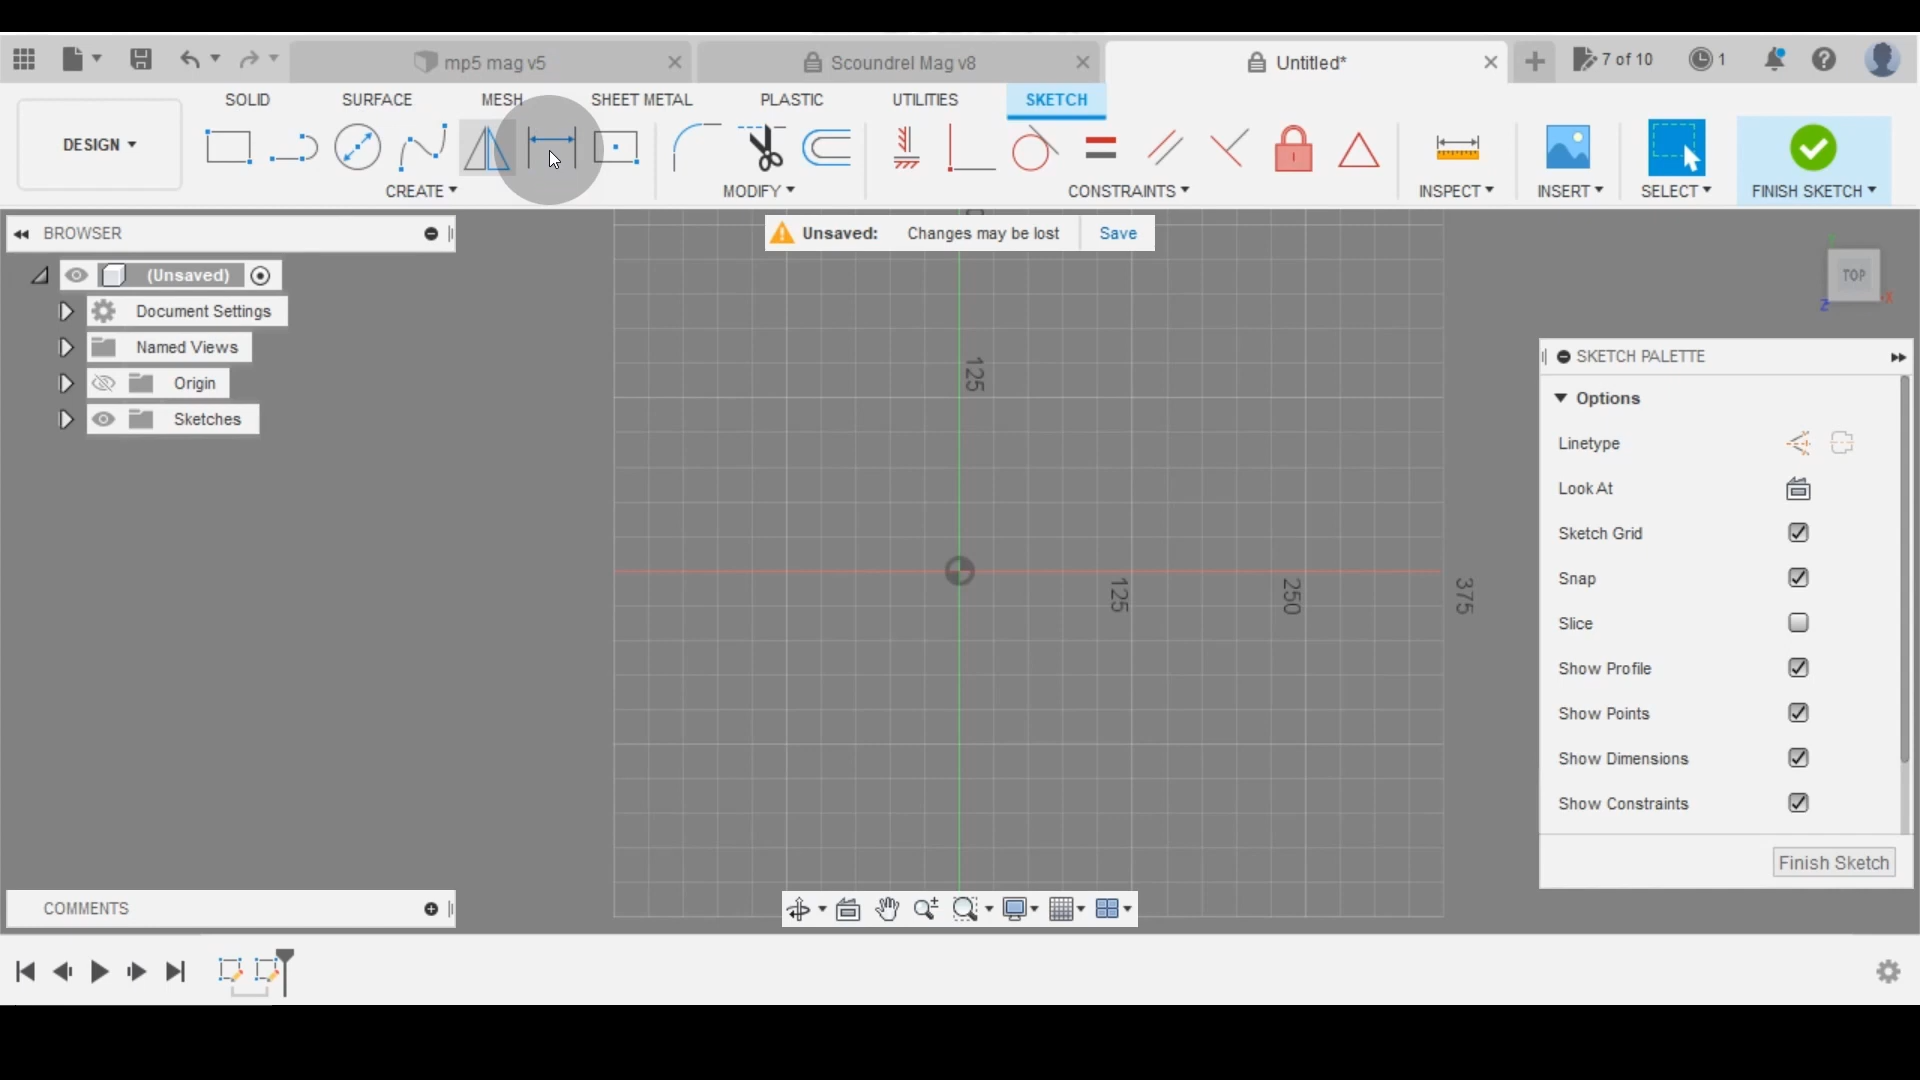 mp5 mag v5
Scoundrel Mag v8
Untitled*
7 of 10
1
SOLID
SURFACE
MESH
SHEET METAL
PLASTIC
UTILITIES
SKETCH
DESIGN
CREATE
MODIFY
CONSTRAINTS
INSPECT
INSERT
SELECT
FINISH SKETCH
BROWSER
Unsaved: Changes may be lost Save
(Unsaved)
Document Settings
Named Views
Origin
Sketches
TOP
X
Z
125
125
250
375
SKETCH PALETTE
Options
Linetype
Look At
Sketch Grid
Snap
Slice
Show Profile
Show Points
Show Dimensions
Show Constraints
Finish Sketch
COMMENTS